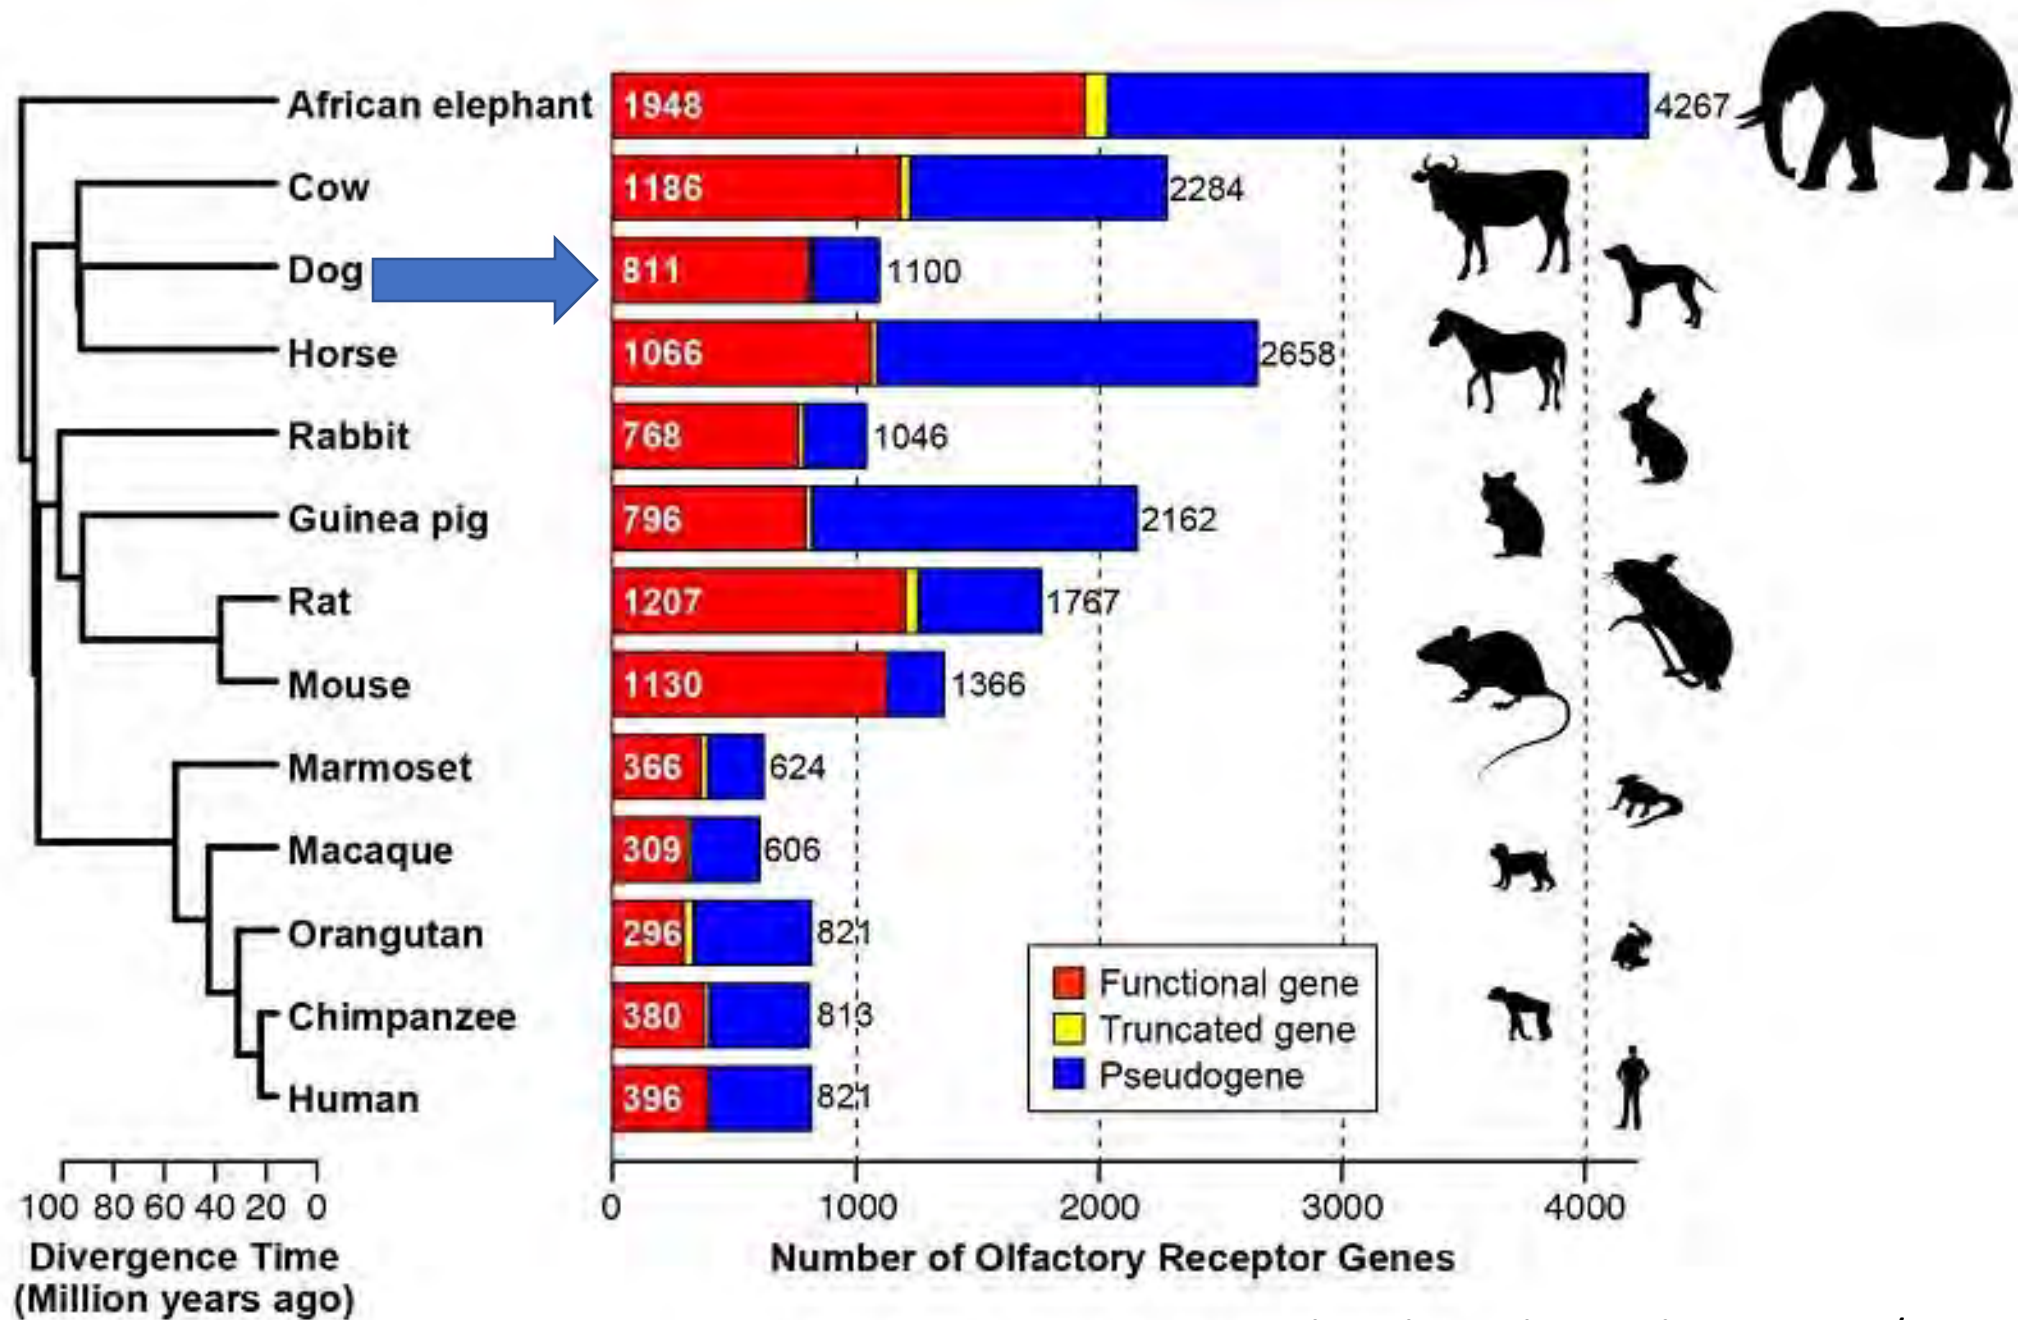 African elephant 1948 4267
Cow 1186 2284
Dog 811 1100
Horse 1066 2658
Rabbit 768 1046
Guinea pig 796 2162
Rat 1207 1767
Mouse 1130 1366
Marmoset 366 624
Macaque 309 606
Orangutan 296 821
Chimpanzee 380 813
Human 396 821
Functional gene
Truncated gene
Pseudogene
100 80 60 40 20 0
Divergence Time
(Million years ago)
0 1000 2000 3000 4000
Number of Olfactory Receptor Genes